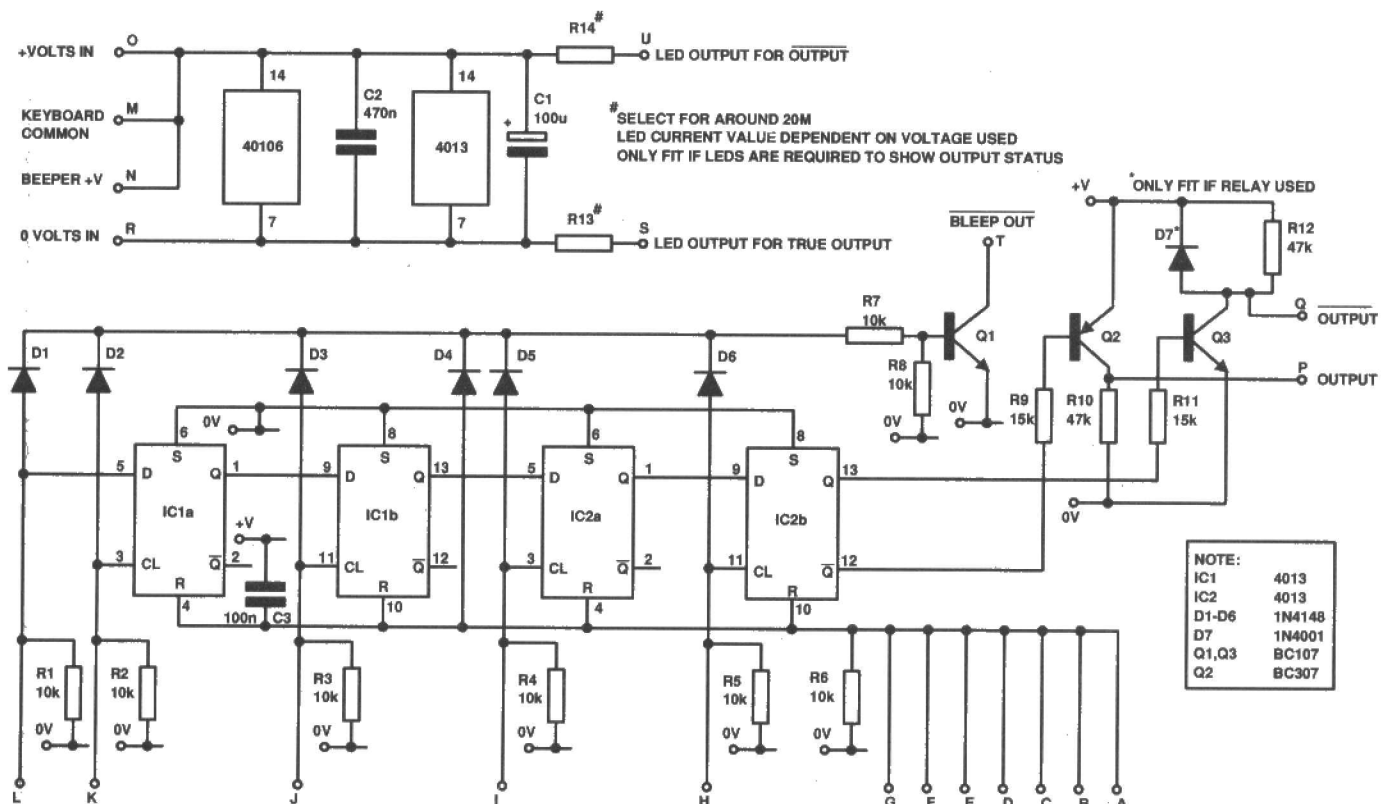 R14#
+VOLTS IN
O
U
LED OUTPUT FOR OUTPUT
14
14
C2
470n
C1
100u
+
KEYBOARD
COMMON
M
40106
4013
#
SELECT FOR AROUND 20M
LED CURRENT VALUE DEPENDENT ON VOLTAGE USED
ONLY FIT IF LEDS ARE REQUIRED TO SHOW OUTPUT STATUS
BEEPER +V
N
7
7
0 VOLTS IN
R
R13#
S
LED OUTPUT FOR TRUE OUTPUT
+V
*ONLY FIT IF RELAY USED
BLEEP OUT
T
D7*
R12
47k
Q
OUTPUT
D1
D2
D3
D4
D5
D6
R7
10k
Q1
Q2
Q3
P
OUTPUT
R8
10k
0V
0V
R9
15k
R10
47k
R11
15k
0V
0V
6
S
8
S
6
S
8
S
5
D
Q
1
9
D
Q
13
5
D
Q
1
9
D
Q
13
IC1a
IC1b
IC2a
IC2b
+V
3
CL
Q
2
11
CL
Q
12
3
CL
Q
2
11
CL
Q
12
R
4
R
10
R
4
R
10
100n
C3
NOTE:
IC1 4013
IC2 4013
D1-D6 1N4148
D7 1N4001
Q1,Q3 BC107
Q2 BC307
R1
10k
R2
10k
R3
10k
R4
10k
R5
10k
R6
10k
0V
0V
0V
0V
0V
0V
L
K
J
I
H
G
F
E
D
C
B
A